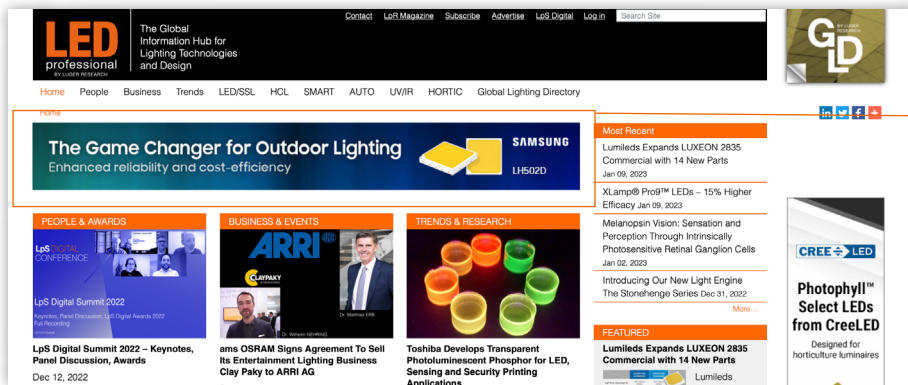 Contact LpR Magazine Subscribe Advertise LpS Digital Log in Search Site
LED
professional
BY LUGER RESEARCH
The Global
Information Hub for
Lighting Technologies
and Design
GLD
BY LUGER
RESEARCH
Home People Business Trends LED/SSL HCL SMART AUTO UV/IR HORTIC Global Lighting Directory
Home
The Game Changer for Outdoor Lighting
Enhanced reliability and cost-efficiency
SAMSUNG
LH502D
Most Recent
Lumileds Expands LUXEON 2835
Commercial with 14 New Parts
Jan 09, 2023
XLamp® Pro9™ LEDs – 15% Higher
Efficacy Jan 09, 2023
Melanopsin Vision: Sensation and
Perception Through Intrinsically
Photosensitive Retinal Ganglion Cells
Jan 02, 2023
Introducing Our New Light Engine
The Stonehenge Series Dec 31, 2022
More...
FEATURED
Lumileds Expands LUXEON 2835
Commercial with 14 New Parts
Lumileds
PEOPLE & AWARDS
LpS DIGITAL
CONFERENCE
LpS Digital Summit 2022
Keynotes, Panel Discussion, LpS Digital Awards 2022
Full Recording
LpS Digital Summit 2022 – Keynotes,
Panel Discussion, Awards
Dec 12, 2022
BUSINESS & EVENTS
ARRI
CLAYPAKY
Dr. Matthias ERB
Dr. Wilhelm NEHRING
ams OSRAM Signs Agreement To Sell
Its Entertainment Lighting Business
Clay Paky to ARRI AG
TRENDS & RESEARCH
Toshiba Develops Transparent
Photoluminescent Phosphor for LED,
Sensing and Security Printing
Applications
CREE LED
Photophyll™
Select LEDs
from CreeLED
Designed for
horticulture luminaires